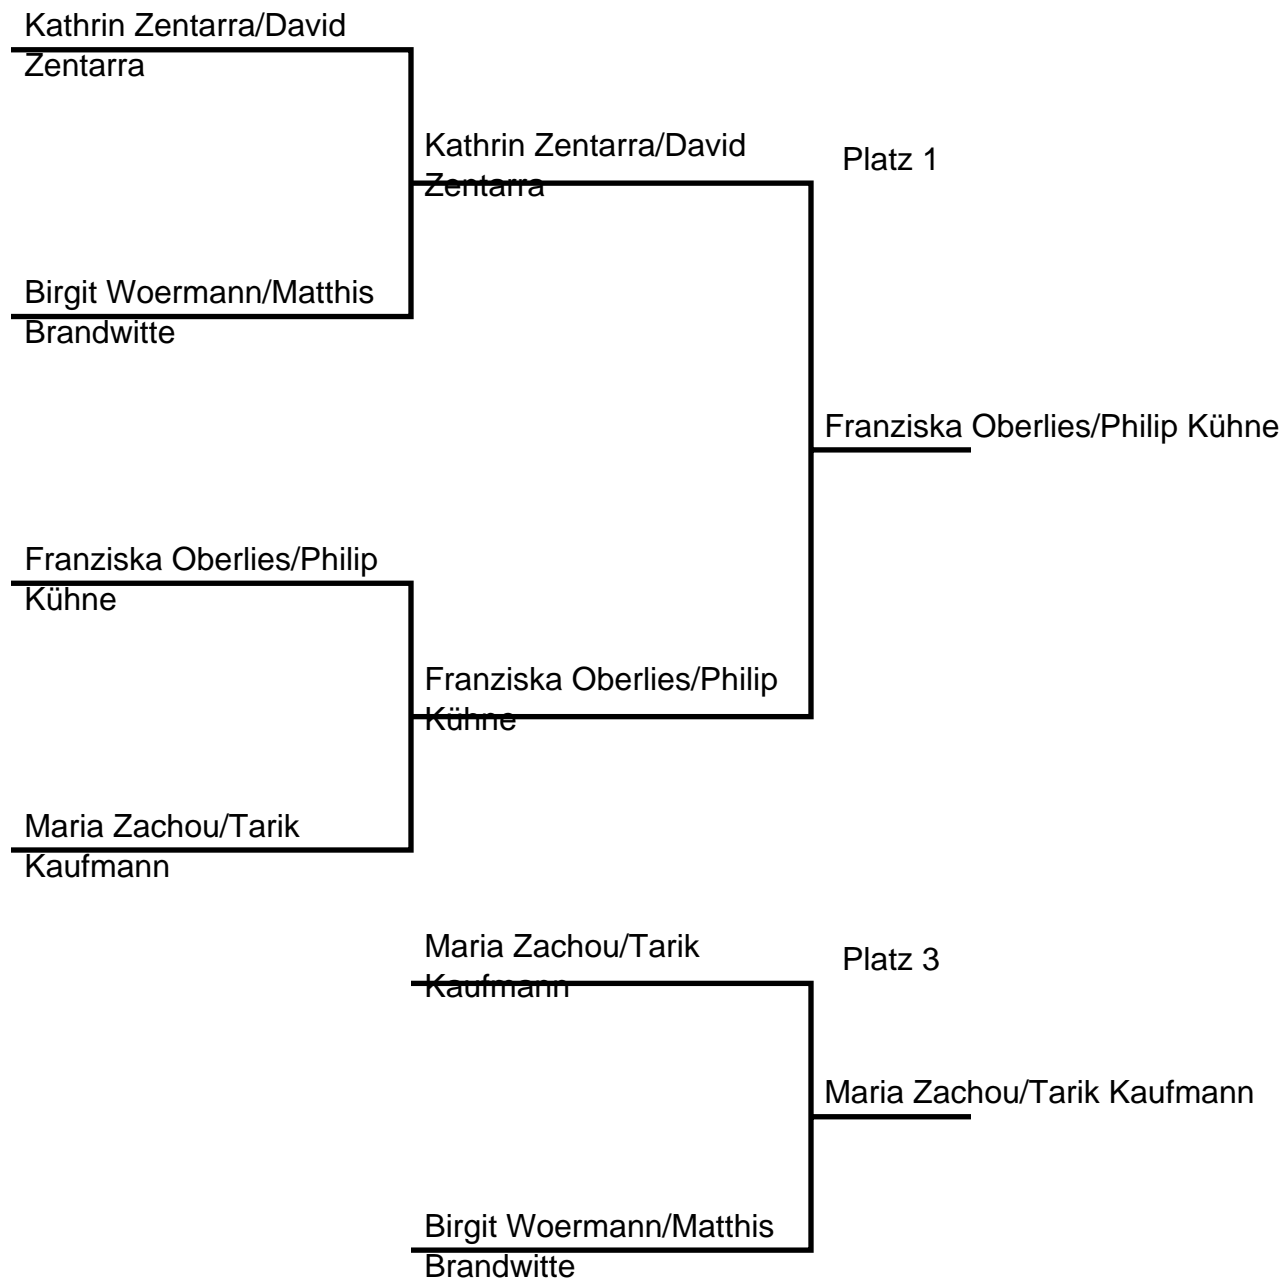 Kathrin Zentarra/David
Zentarra
Kathrin Zentarra/David
Zentarra
Platz 1
Birgit Woermann/Matthis
Brandwitte
Franziska Oberlies/Philip Kühne
Franziska Oberlies/Philip
Kühne
Franziska Oberlies/Philip
Kühne
Maria Zachou/Tarik
Kaufmann
Maria Zachou/Tarik
Kaufmann
Platz 3
Maria Zachou/Tarik Kaufmann
Birgit Woermann/Matthis
Brandwitte